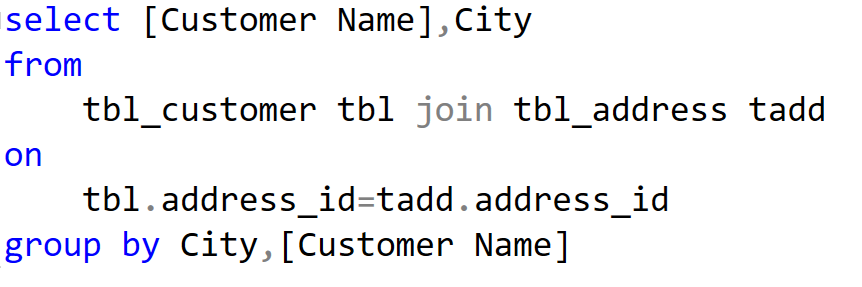 select [Customer Name],City
from
    tbl_customer tbl join tbl_address tadd
on
    tbl.address_id=tadd.address_id
group by City,[Customer Name]